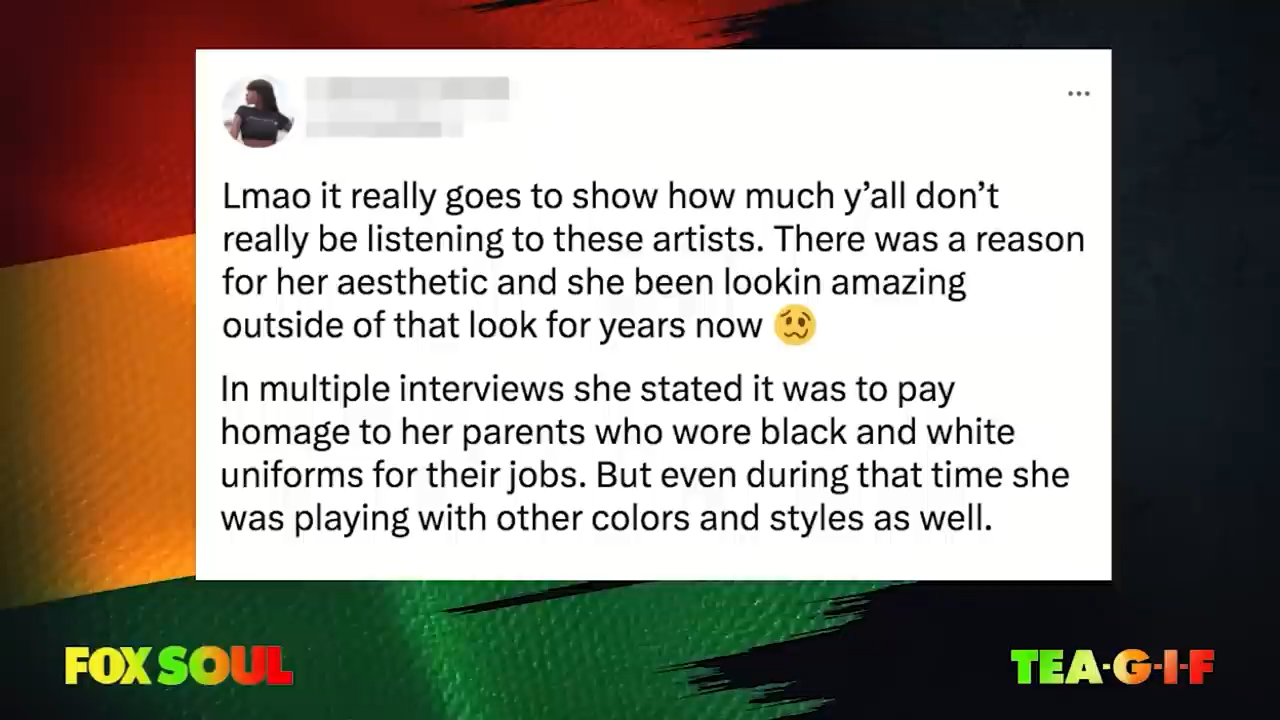 Lmao it really goes to show how much y’all don’t
really be listening to these artists. There was a reason
for her aesthetic and she been lookin amazing
outside of that look for years now 🥴
In multiple interviews she stated it was to pay
homage to her parents who wore black and white
uniforms for their jobs. But even during that time she
was playing with other colors and styles as well.
FOX SOUL
TEA-G-I-F